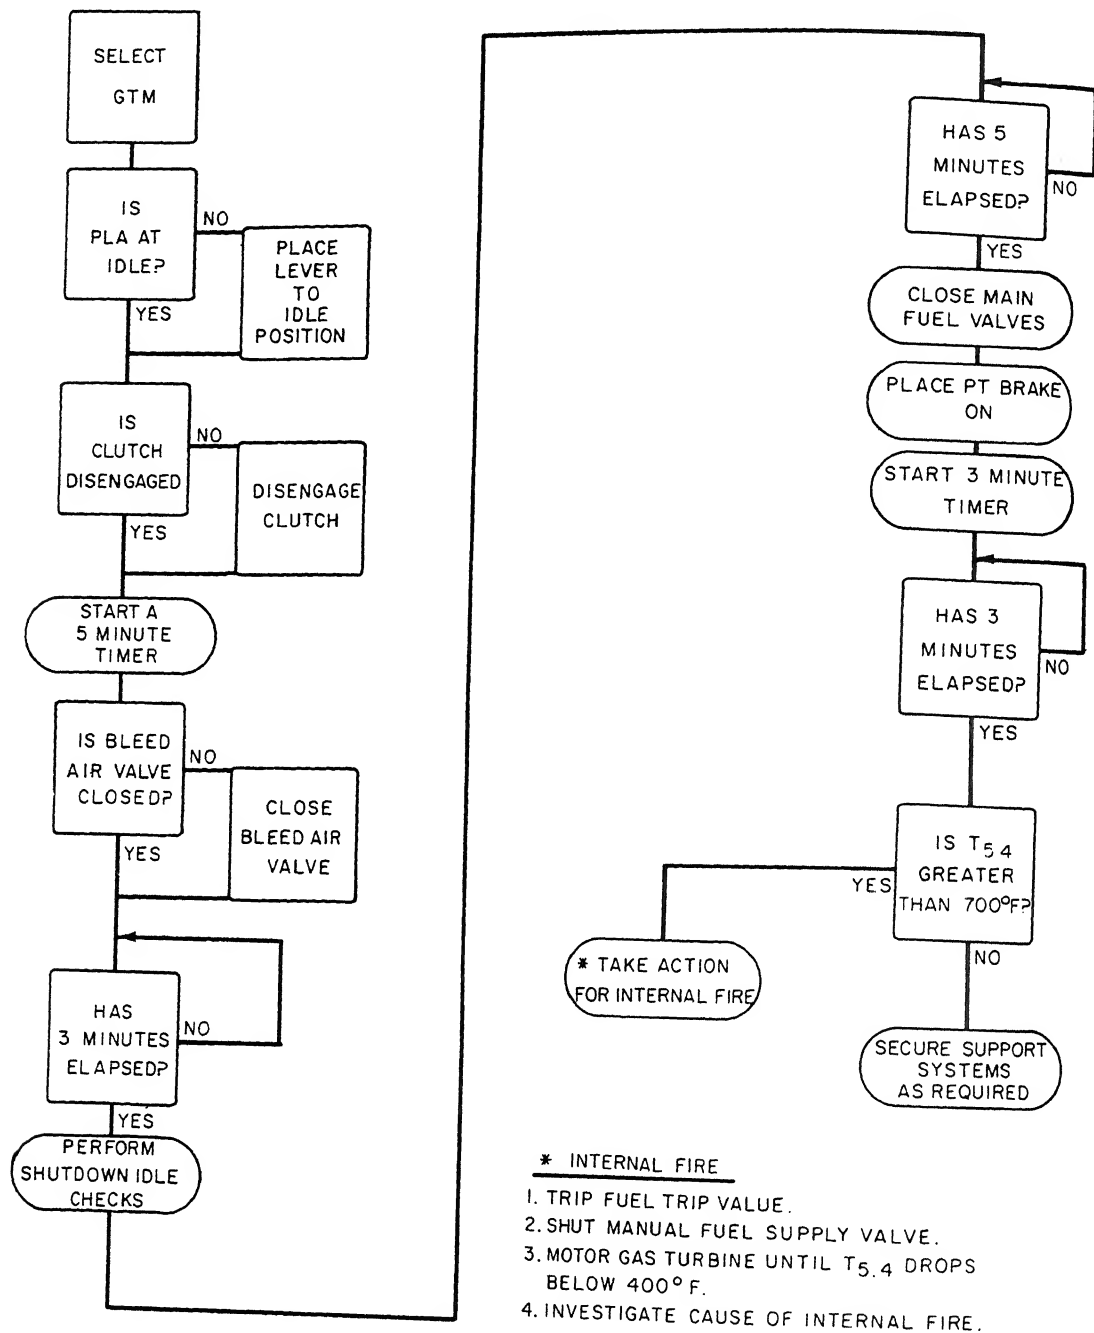 SELECT
GTM
IS
PLA AT
IDLE?
NO
PLACE
LEVER
TO
IDLE
POSITION
YES
IS
CLUTCH
DISENGAGED
NO
DISENGAGE
CLUTCH
YES
START A
5 MINUTE
TIMER
IS BLEED
AIR VALVE
CLOSED?
NO
CLOSE
BLEED AIR
VALVE
YES
HAS
3 MINUTES
ELAPSED?
NO
YES
PERFORM
SHUTDOWN IDLE
CHECKS
HAS 5
MINUTES
ELAPSED?
NO
YES
CLOSE MAIN
FUEL VALVES
PLACE PT BRAKE
ON
START 3 MINUTE
TIMER
HAS 3
MINUTES
ELAPSED?
NO
YES
IS T5.4
GREATER
THAN 700°F?
YES
* TAKE ACTION
FOR INTERNAL FIRE
NO
SECURE SUPPORT
SYSTEMS
AS REQUIRED
* INTERNAL FIRE
1. TRIP FUEL TRIP VALUE.
2. SHUT MANUAL FUEL SUPPLY VALVE.
3. MOTOR GAS TURBINE UNTIL T5.4 DROPS
BELOW 400° F.
4. INVESTIGATE CAUSE OF INTERNAL FIRE.